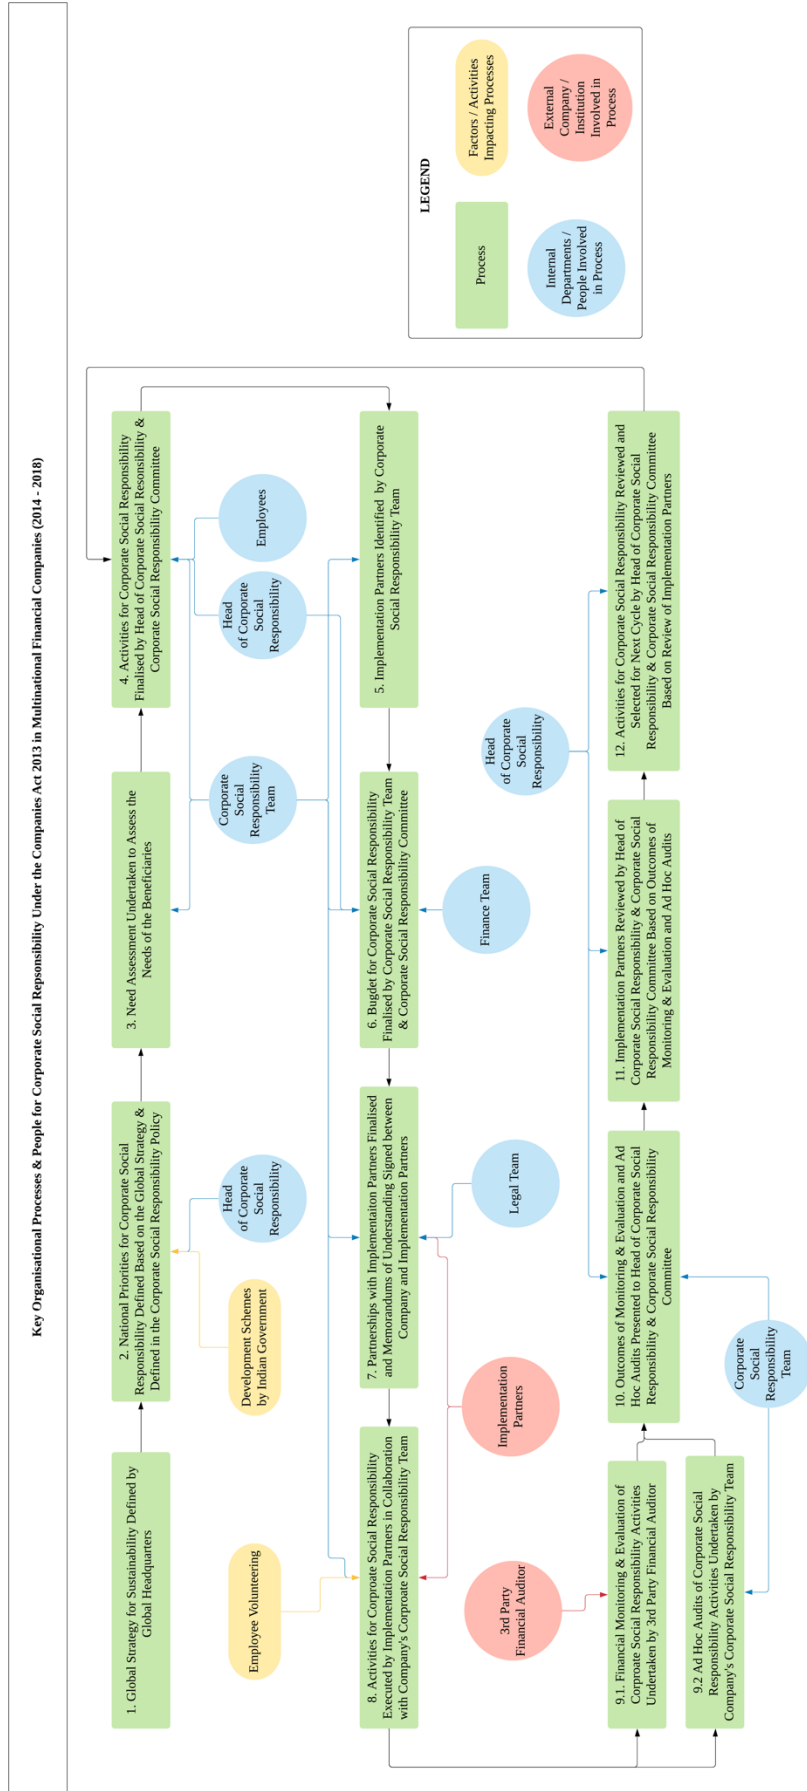 Key Organisational Processes & People for Corporate Social Repsonsibility Under the Companies Act 2013 in Multinational Financial Companies (2014 - 2018)
1. Global Strategy for Sustainability Defined by
Global Headquarters
2. National Priorities for Corporate Social
Responsibility Defined Based on the Global Strategy &
Defined in the Corporate Social Responsibility Policy
3. Need Assessment Undertaken to Assess the
Needs of the Beneficiaries
4. Activities for Corporate Social Responsibility
Finalised by Head of Corporate Social Resonsibility &
Corporate Social Responsibility Committee
Employee Volunteering
Development Schemes
by Indian Government
Head
of Corporate
Social
Responsibility
Corporate
Social
Responsibility
Team
Head
of Corporate
Social
Responsibility
Employees
8. Activities for Corproate Social Responsibility
Executed by Implementation Partners in Collaboration
with Company's Corproate Social Responsibility Team
7. Partnerships with Implementaiton Partners Finalised
and Memorandums of Understanding Signed between
Company and Implementation Partners
6. Bugdet for Corporate Social Responsibility
Finalised by Corporate Social Responsibility Team
& Corporate Social Responsibility Committee
5. Implementation Partners Identified by Corporate
Social Responsibility Team
3rd Party
Financial Auditor
Implementation
Partners
Legal Team
Finance Team
Head
of Corporate
Social
Responsibility
9.1. Financial Monitoring & Evaluation of
Corproate Social Responsibility Activities
Undertaken by 3rd Party Financial Auditor
9.2 Ad Hoc Audits of Corporate Social
Responsibility Activities Undertaken by
Company's Corporate Social Responsibility Team
10. Outcomes of Monitoring & Evaluation and Ad
Hoc Audits Presented to Head of Corporate Social
Responsibility & Corporate Social Responsibility
Committee
11. Implementation Partners Reviewed by Head of
Corporate Social Responsibility & Corporate Social
Responsibility Committee Based on Outcomes of
Monitoring & Evaluation and Ad Hoc Audits
12. Activities for Corporate Social Responsibility Reviewed and
Selected for Next Cycle by Head of Corporate Social
Responsibility & Corporate Social Responsibility Committee
Based on Review of Implementation Partners
Corporate
Social
Responsibility
Team
LEGEND
Process
Factors / Activities
Impacting Processes
Internal
Departments /
People Involved
in Process
External
Company /
Institution
Involved in
Process